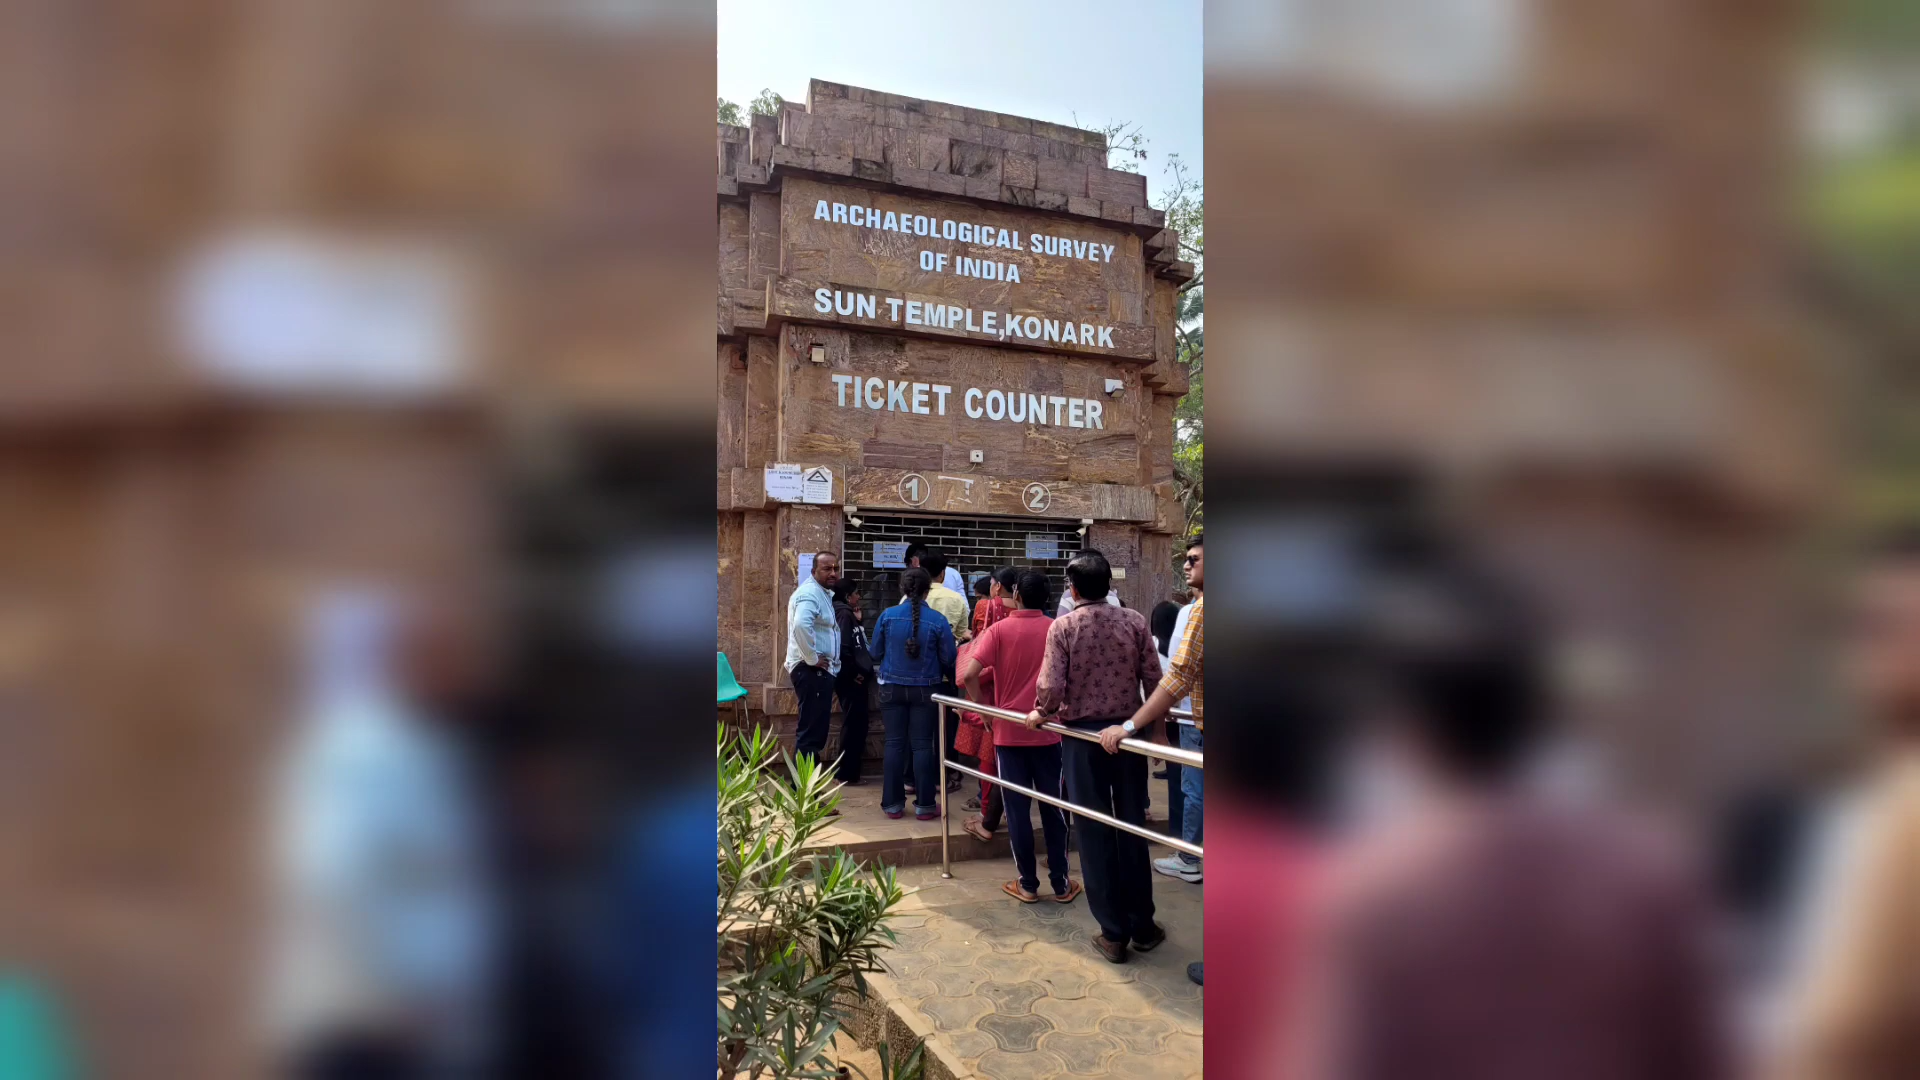 ARCHAEOLOGICAL SURVEY
OF INDIA
SUN TEMPLE,KONARK
TICKET COUNTER
1
2